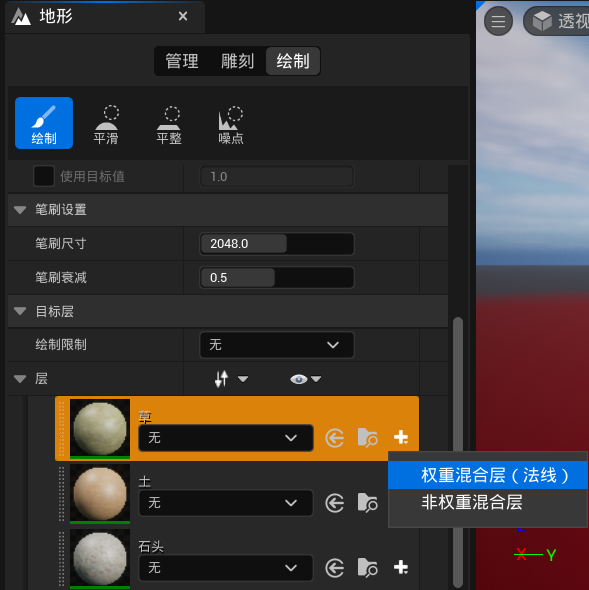 地形
管理 雕刻 绘制
透视
绘制 平滑 平整 噪点
使用目标值 1.0
笔刷设置
笔刷尺寸 2048.0
笔刷衰减 0.5
目标层
绘制限制 无
层
草
无
权重混合层（法线）
土
无
非权重混合层
石头
无
X Y